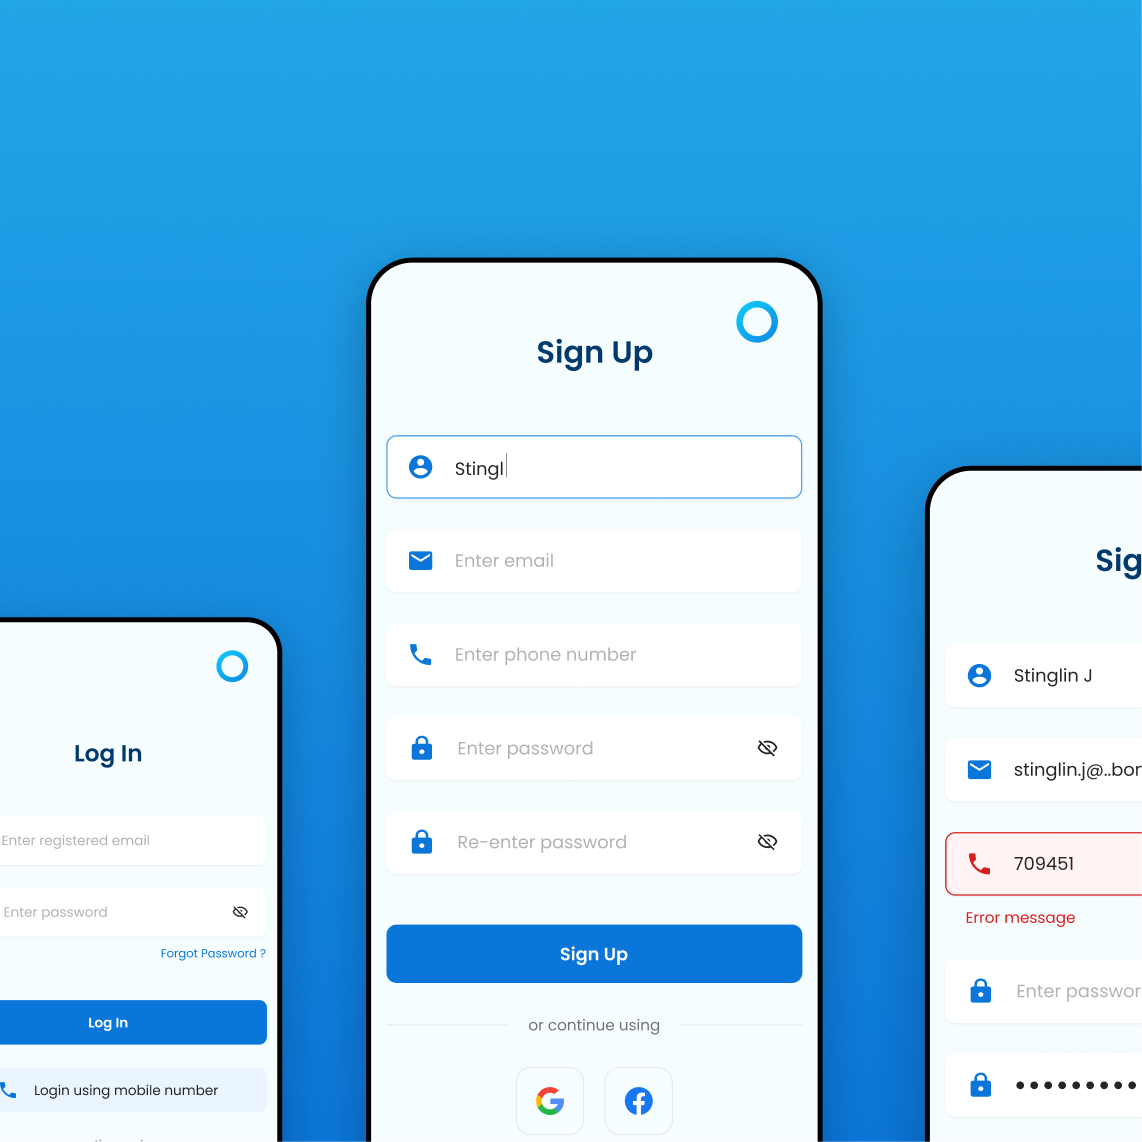 Log In
Enter registered email
Enter password
Forgot Password ?
Log In
Login using mobile number
Sign Up
Stingl
Enter email
Enter phone number
Enter password
Re-enter password
Sign Up
or continue using
Sig
Stinglin J
stinglin.j@..bor
709451
Error message
Enter passwor